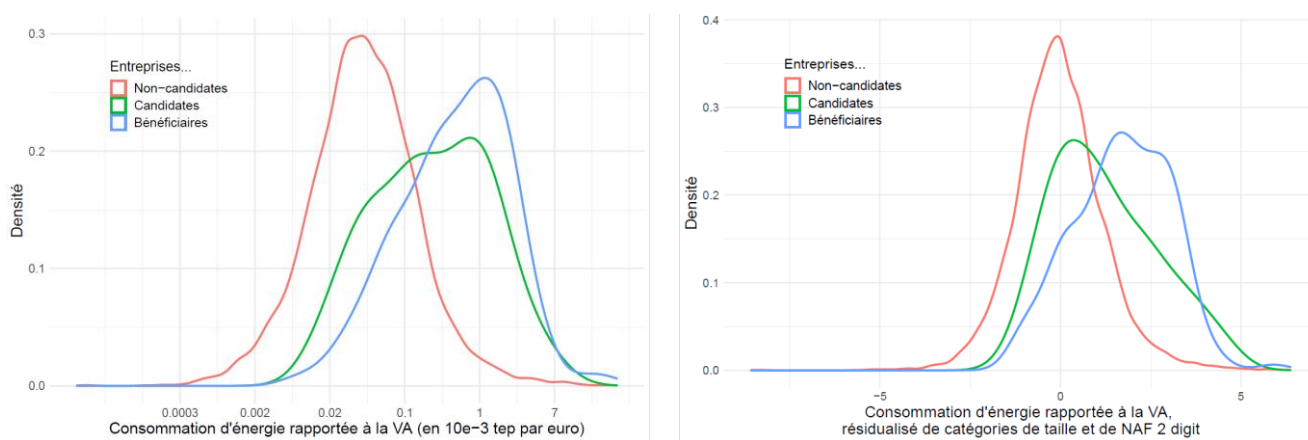 0.3
0.2
0.1
0.0
Densité
Entreprises...
Non−candidates
Candidates
Bénéficiaires
0.0003
0.002
0.02
0.1
1
7
Consommation d'énergie rapportée à la VA (en 10e−3 tep par euro)
0.4
0.3
0.2
0.1
0.0
Densité
Entreprises...
Non−candidates
Candidates
Bénéficiaires
−5
0
5
Consommation d'énergie rapportée à la VA,
résidualisé de catégories de taille et de NAF 2 digit